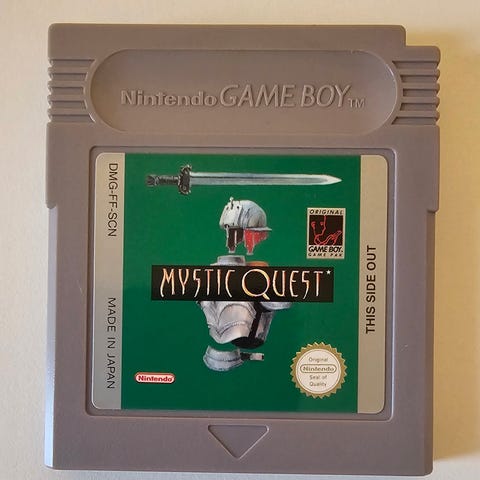 Nintendo GAME BOY TM
DMG-FF-SCN
MADE IN JAPAN
ORIGINAL
GAME BOY
GAME PAK
MYSTIC QUEST*
THIS SIDE OUT
Nintendo
Original
Nintendo
Seal of
Quality